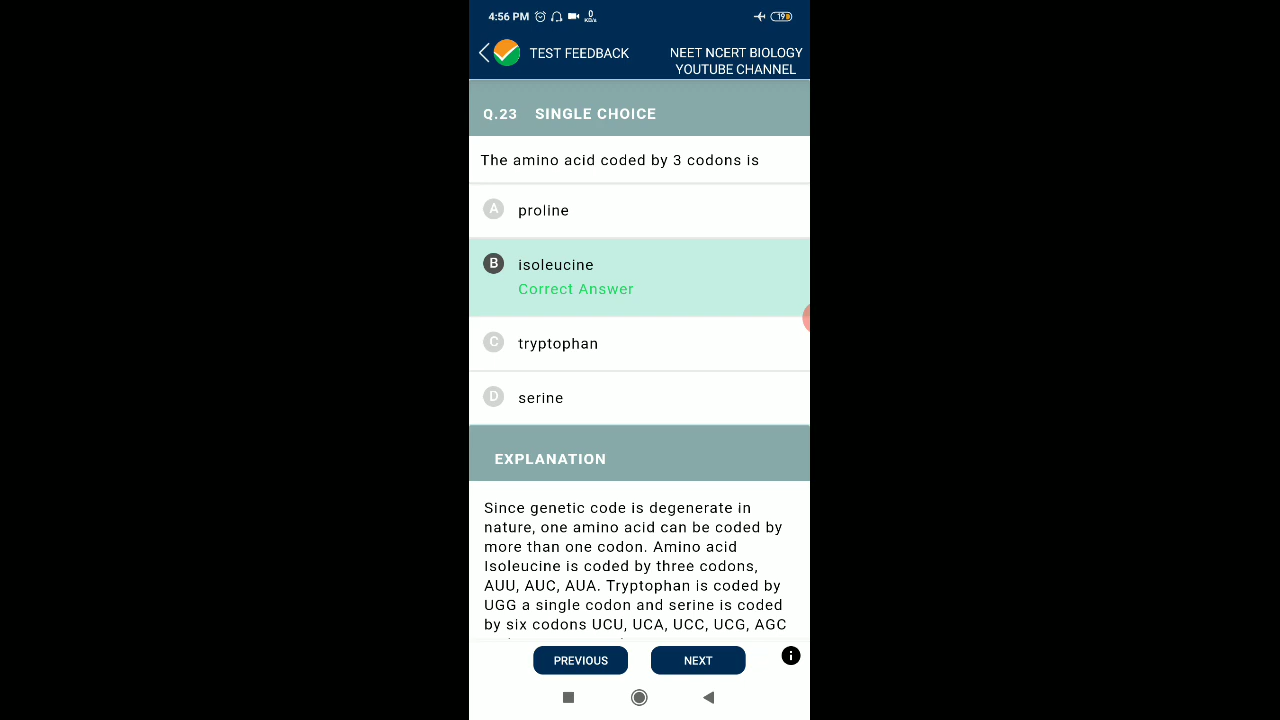 4:56 PM 0 KB/s 19
TEST FEEDBACK
NEET NCERT BIOLOGY
YOUTUBE CHANNEL
Q.23 SINGLE CHOICE
The amino acid coded by 3 codons is
A proline
B isoleucine
Correct Answer
C tryptophan
D serine
EXPLANATION
Since genetic code is degenerate in
nature, one amino acid can be coded by
more than one codon. Amino acid
Isoleucine is coded by three codons,
AUU, AUC, AUA. Tryptophan is coded by
UGG a single codon and serine is coded
by six codons UCU, UCA, UCC, UCG, AGC
PREVIOUS NEXT